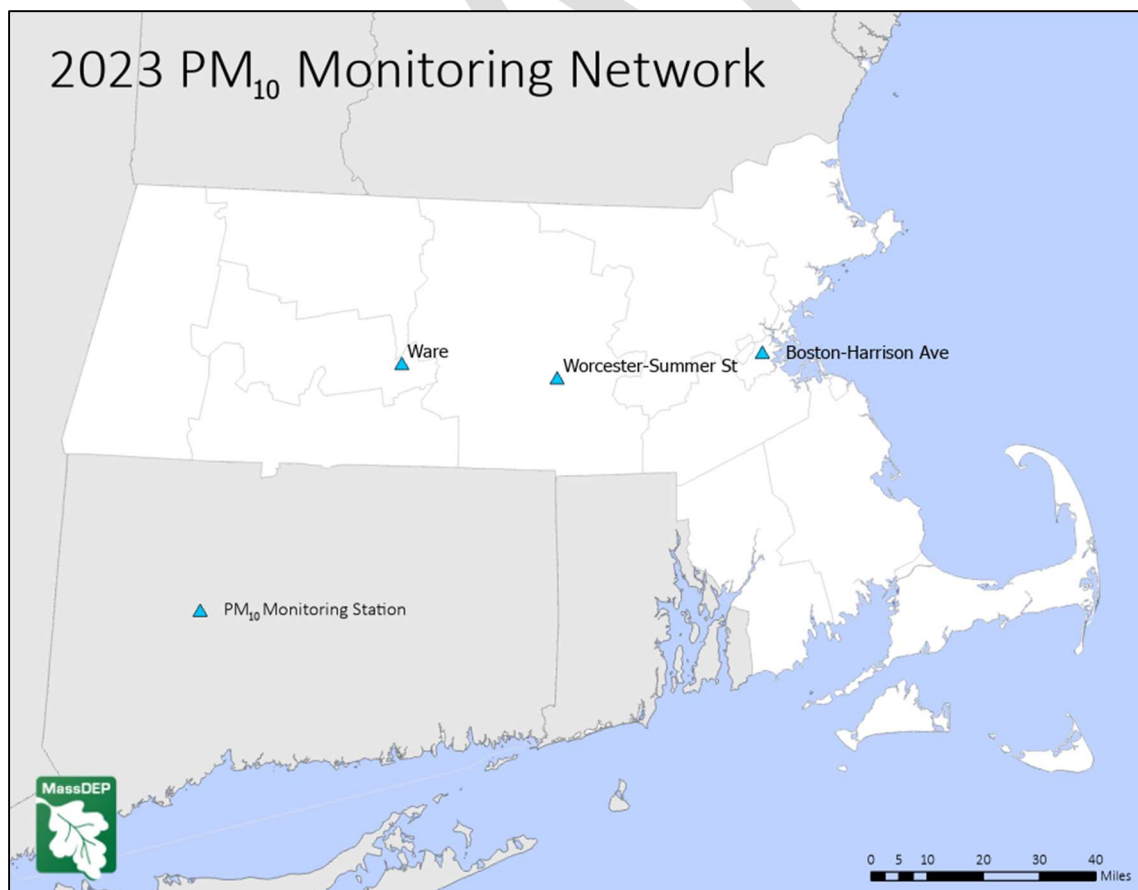 2023 PM₁₀ Monitoring Network
Ware
Worcester-Summer St
Boston-Harrison Ave
PM₁₀ Monitoring Station
MassDEP
0 5 10 20 30 40
Miles